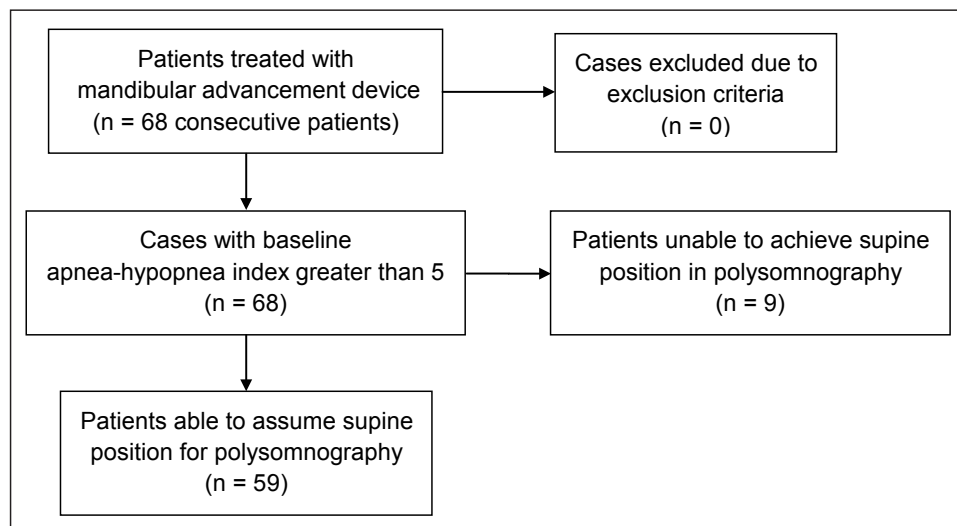 Patients treated with
mandibular advancement device
(n = 68 consecutive patients)
Cases excluded due to
exclusion criteria
(n = 0)
Cases with baseline
apnea-hypopnea index greater than 5
(n = 68)
Patients unable to achieve supine
position in polysomnography
(n = 9)
Patients able to assume supine
position for polysomnography
(n = 59)